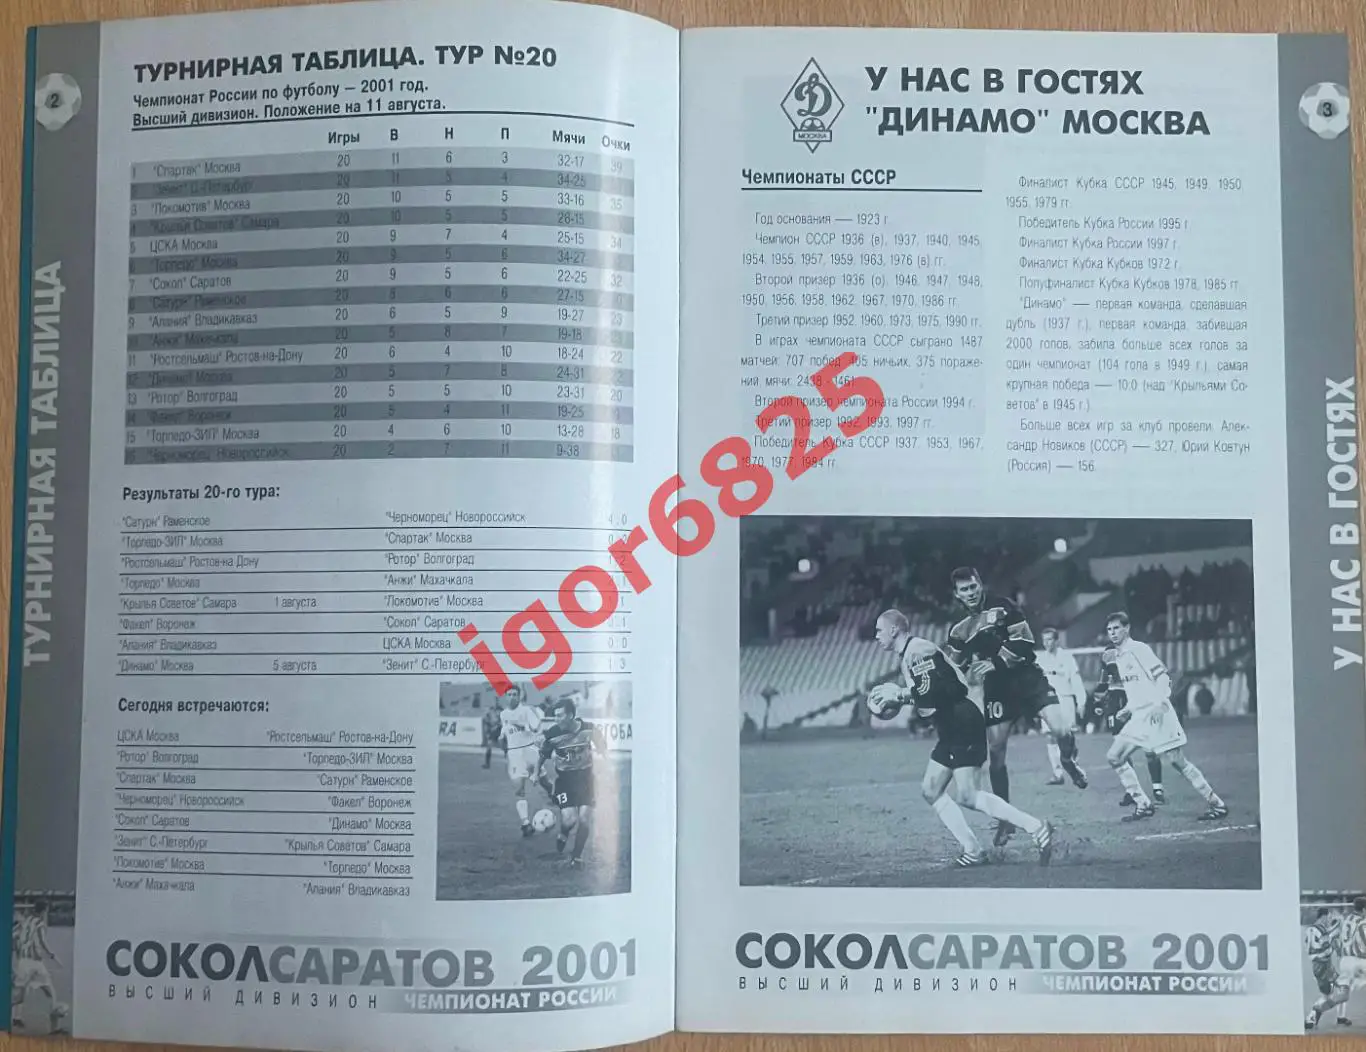 2
ТУРНИРНАЯ ТАБЛИЦА
ТУРНИРНАЯ ТАБЛИЦА. ТУР №20
Чемпионат России по футболу – 2001 год.
Высший дивизион. Положение на 11 августа.
Игры В Н П Мячи Очки
1 "Спартак" Москва 20 11 6 3 32-17 39
2 "Зенит" С.-Петербург 20 11 5 4 34-25
3 "Локомотив" Москва 20 10 5 5 33-16 35
4 "Крылья Советов" Самара 20 10 5 5 26-15
5 ЦСКА Москва 20 9 7 4 25-15 34
6 "Торпедо" Москва 20 9 5 6 34-27
7 "Сокол" Саратов 20 9 5 6 22-25 32
8 "Сатурн" Раменское 20 8 6 6 27-15
9 "Алания" Владикавказ 20 6 5 9 19-27 23
10 "Анжи" Махачкала 20 5 8 7 19-18
11 "Ростсельмаш" Ростов-на-Дону 20 6 4 10 18-24 22
12 "Динамо" Москва 20 5 7 8 24-31
13 "Ротор" Волгоград 20 5 5 10 23-31 20
14 "Факел" Воронеж 20 5 4 11 19-25
15 "Торпедо-ЗИЛ" Москва 20 4 6 10 13-28 18
16 "Черноморец" Новороссийск 20 2 7 11 9-38
Результаты 20-го тура:
"Сатурн" Раменское "Черноморец" Новороссийск 4:0
"Торпедо-ЗИЛ" Москва "Спартак" Москва 0:2
"Ростсельмаш" Ростов-на Дону "Ротор" Волгоград 1:2
"Торпедо" Москва "Анжи" Махачкала :1
"Крылья Советов" Самара 1 августа "Локомотив" Москва :1
"Факел" Воронеж "Сокол" Саратов 0:1
"Алания" Владикавказ ЦСКА Москва 0:0
"Динамо" Москва 5 августа "Зенит" С.-Петербург 1:3
Сегодня встречаются:
ЦСКА Москва "Ростсельмаш" Ростов-на-Дону
"Ротор" Волгоград "Торпедо-ЗИЛ" Москва
"Спартак" Москва "Сатурн" Раменское
"Черноморец" Новороссийск "Факел" Воронеж
"Сокол" Саратов "Динамо" Москва
"Зенит" С.-Петербург "Крылья Советов" Самара
"Локомотив" Москва "Торпедо" Москва
"Анжи" Махачкала "Алания" Владикавказ
13
СОКОЛСАРАТОВ 2001
ВЫСШИЙ ДИВИЗИОН ЧЕМПИОНАТ РОССИИ
Д
МОСКВА
У НАС В ГОСТЯХ
"ДИНАМО" МОСКВА
Чемпионаты СССР
Год основания — 1923 г.
Чемпион СССР 1936 (в), 1937, 1940, 1945,
1954, 1955, 1957, 1959, 1963, 1976 (в) гг.
Второй призер 1936 (о), 1946, 1947, 1948,
1950, 1956, 1958, 1962, 1967, 1970, 1986 гг.
Третий призер 1952, 1960, 1973, 1975, 1990 гг.
В играх чемпионата СССР сыграно 1487
матчей: 707 побед, 405 ничьих, 375 пораже-
ний, мячи: 2438 - 1461
Второй призер чемпионата России 1994 г.
Третий призер 1992, 1993, 1997 гг.
Победитель Кубка СССР 1937, 1953, 1967,
1970, 1977, 1984 гг.
Финалист Кубка СССР 1945, 1949, 1950,
1955, 1979 гг.
Победитель Кубка России 1995 г.
Финалист Кубка России 1997 г.
Финалист Кубка Кубков 1972 г.
Полуфиналист Кубка Кубков 1978, 1985 гг.
"Динамо" — первая команда, сделавшая
дубль (1937 г.), первая команда, забившая
2000 голов, забила больше всех голов за
один чемпионат (104 гола в 1949 г.), самая
крупная победа — 10:0 (над "Крыльями Со-
ветов" в 1945 г.)
Больше всех игр за клуб провели: Алек-
сандр Новиков (СССР) — 327, Юрий Ковтун
(Россия) — 156.
10
СОКОЛСАРАТОВ 2001
ВЫСШИЙ ДИВИЗИОН ЧЕМПИОНАТ РОССИИ
3
У НАС В ГОСТЯХ
igor6825